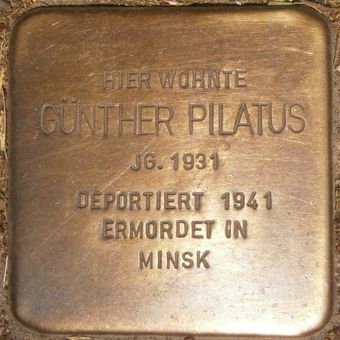 HIER WOHNTE
GÜNTHER PILATUS
JG. 1931
DEPORTIERT 1941
ERMORDET IN
MINSK